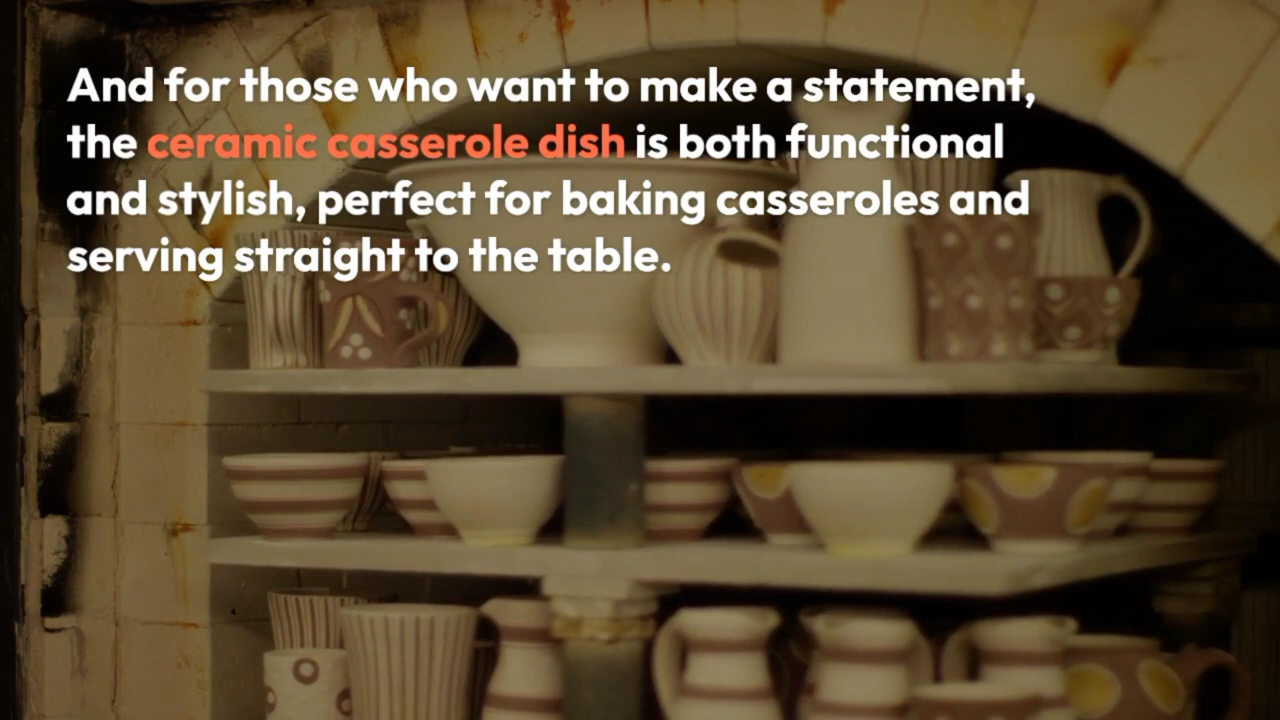 And for those who want to make a statement,
the ceramic casserole dish is both functional
and stylish, perfect for baking casseroles and
serving straight to the table.